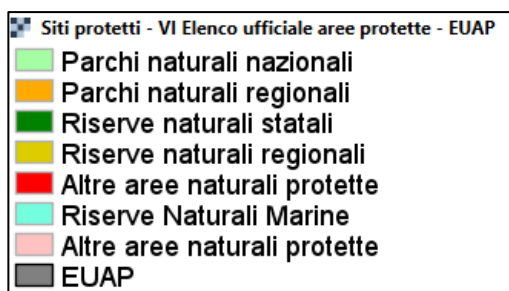 Siti protetti - VI Elenco ufficiale aree protette - EUAP
Parchi naturali nazionali
Parchi naturali regionali
Riserve naturali statali
Riserve naturali regionali
Altre aree naturali protette
Riserve Naturali Marine
Altre aree naturali protette
EUAP